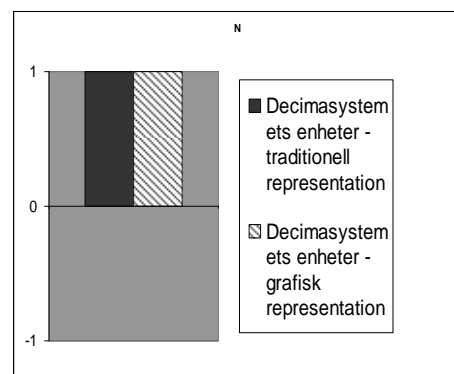 N
1
0
-1
Decimasystem
ets enheter -
traditionell
representation
Decimasystem
ets enheter -
grafisk
representation